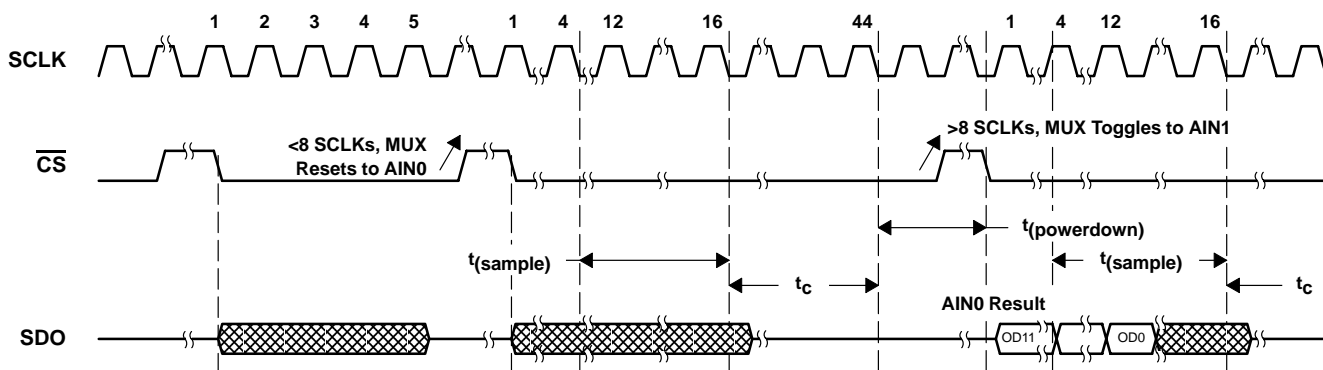 1 2 3 4 5 1 4 12 16 44 1 4 12 16
SCLK
>8 SCLKs, MUX Toggles to AIN1
<8 SCLKs, MUX
Resets to AIN0
CS
t(powerdown)
t(sample)
t(sample)
tc
tc
AIN0 Result
SDO
OD11
OD0